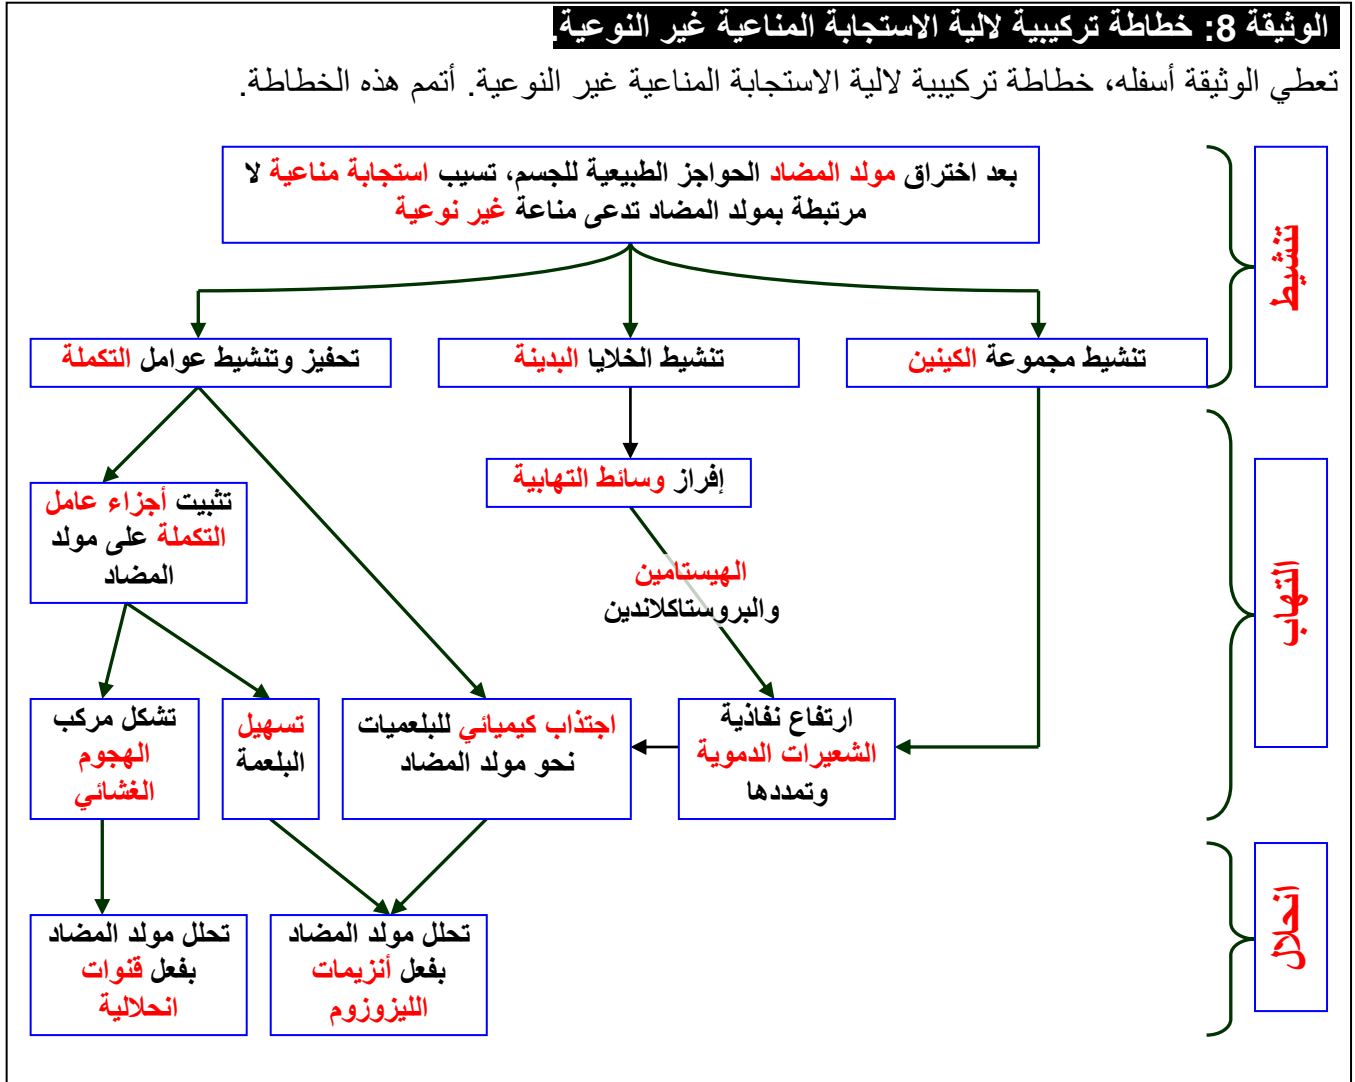 الوثيقة 8: خطاطة تركيبية لالية الاستجابة المناعية غير النوعية.
تعطي الوثيقة أسفله، خطاطة تركيبية لالية الاستجابة المناعية غير النوعية. أتمم هذه الخطاطة.
بعد اختراق مولد المضاد الحواجز الطبيعية للجسم، تسيب استجابة مناعية لا
مرتبطة بمولد المضاد تدعى مناعة غير نوعية
تنشيط
تنشيط مجموعة الكينين
تنشيط الخلايا البدينة
تحفيز وتنشيط عوامل التكملة
إفراز وسائط التهابية
تثبيت أجزاء عامل
التكملة على مولد
المضاد
الهيستامين
والبروستاكلاندين
التهاب
ارتفاع نفاذية
الشعيرات الدموية
وتمددها
اجتذاب كيميائي للبلعميات
نحو مولد المضاد
تسهيل
البلعمة
تشكل مركب
الهجوم
الغشائي
انحلال
تحلل مولد المضاد
بفعل أنزيمات
الليزوزوم
تحلل مولد المضاد
بفعل قنوات
انحلالية